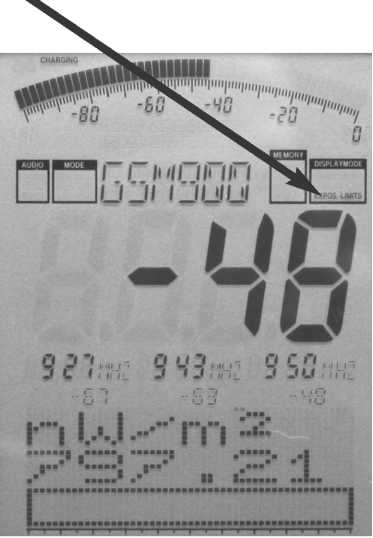 CHARGING
-80 -60 -40 -20 0
AUDIO MODE GSM900 MEMORY DISPLAYMODE
EXPOS. LIMITS
-48
927MHZ 943MHZ 950MHZ
-67 -63 -48
nW/m²
797.21